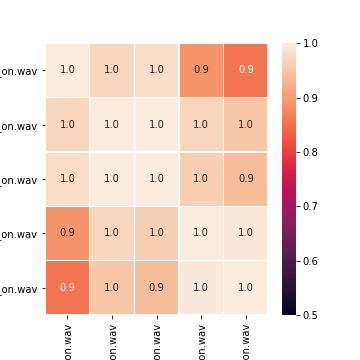 _on.wav 1.0 1.0 1.0 0.9 0.9
_on.wav 1.0 1.0 1.0 1.0 1.0
_on.wav 1.0 1.0 1.0 1.0 0.9
_on.wav 0.9 1.0 1.0 1.0 1.0
_on.wav 0.9 1.0 0.9 1.0 1.0
on.wav on.wav on.wav on.wav on.wav
1.0
0.9
0.8
0.7
0.6
0.5